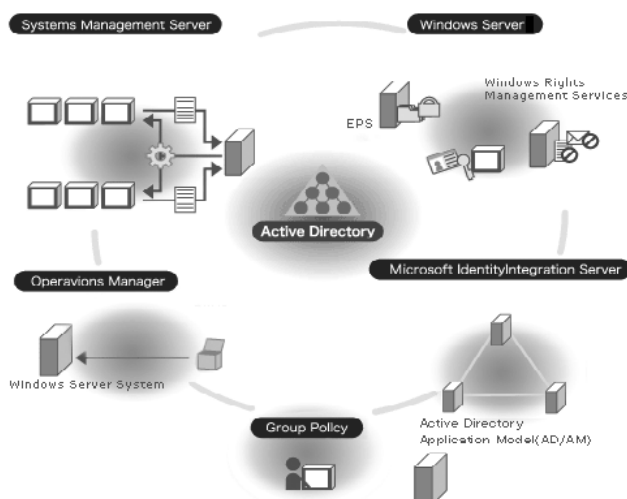 Systems Management Server
Windows Server
Windows Rights
Management Services
EPS
Active Directory
Operavions Manager
Microsoft IdentityIntegration Server
Windows Server System
Group Policy
Active Directory
Application Model(AD/AM)